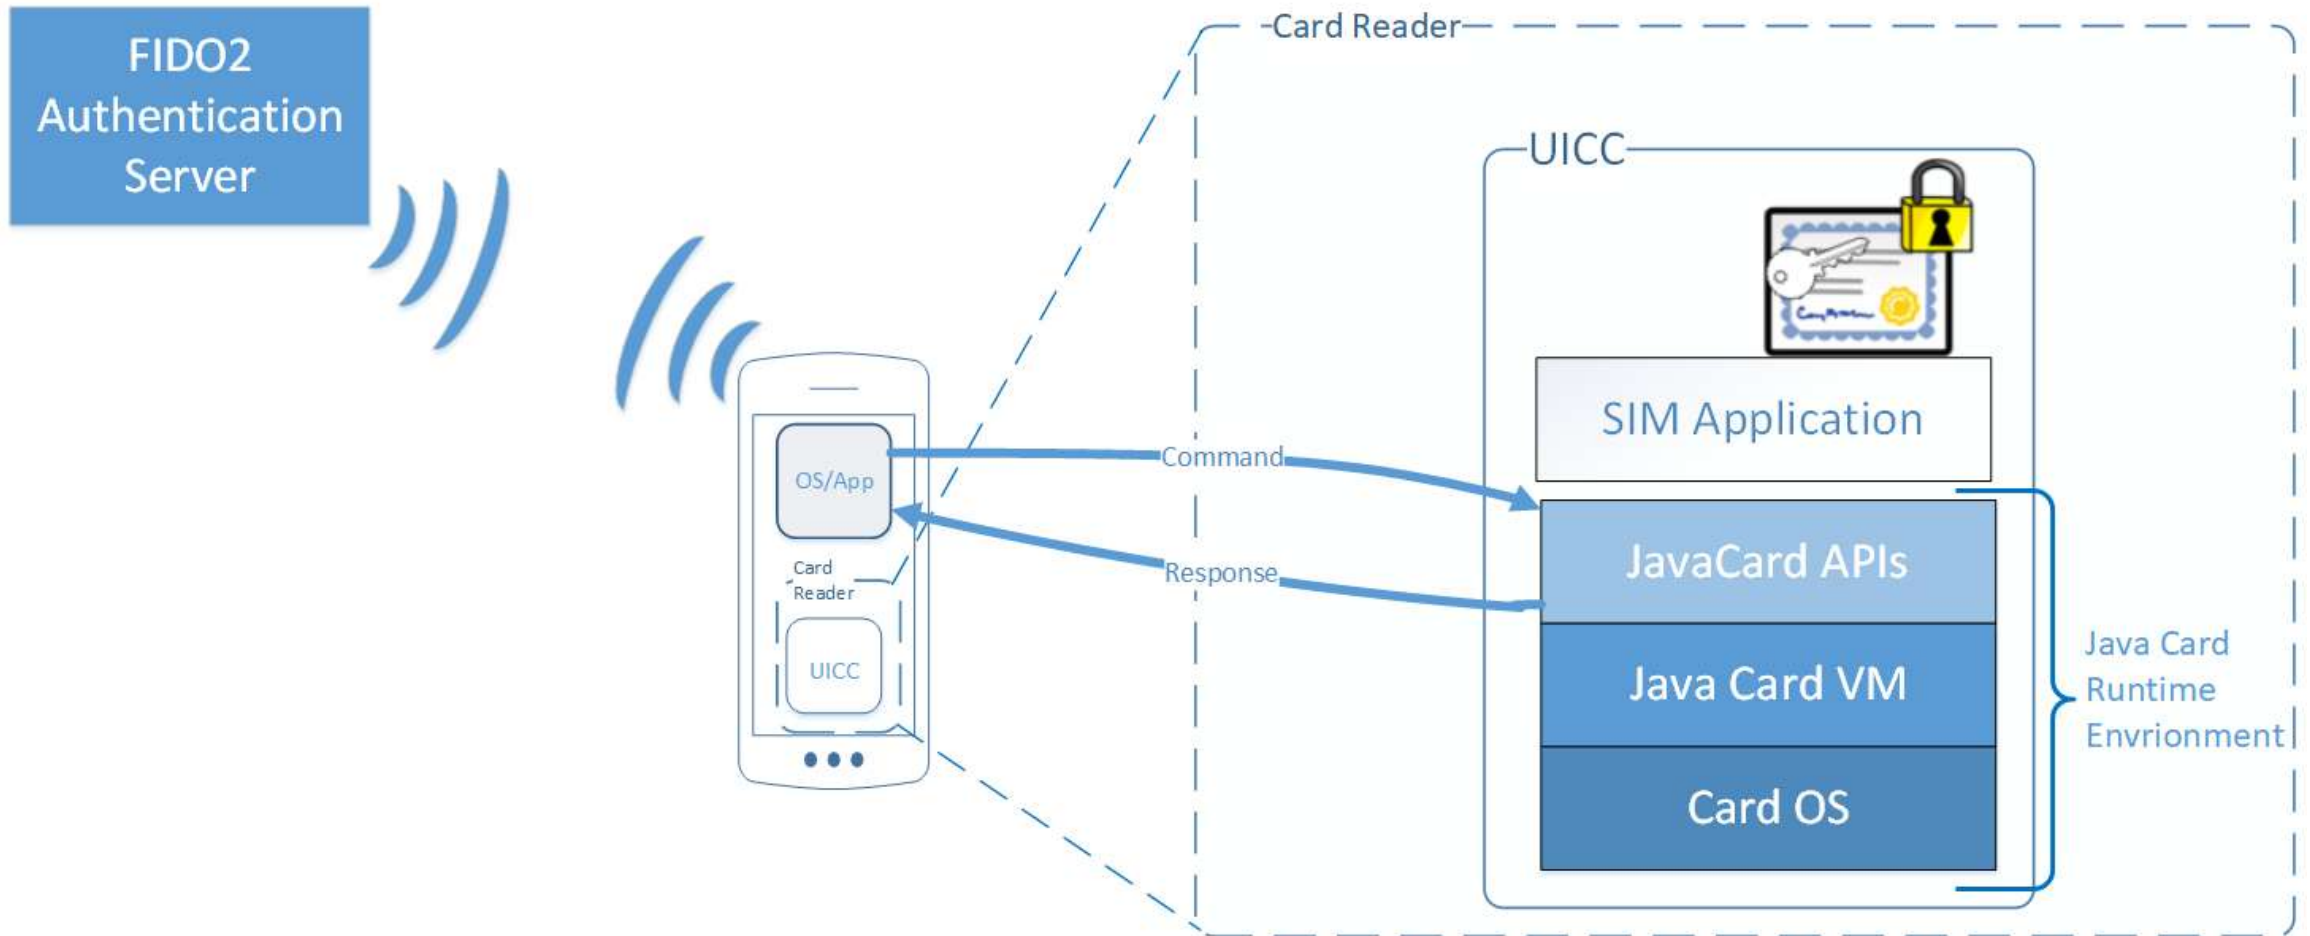 FIDO2
Authentication
Server
Card Reader
UICC
SIM Application
OS/App
Command
Response
Card
Reader
UICC
JavaCard APIs
Java Card VM
Card OS
Java Card
Runtime
Envrionment